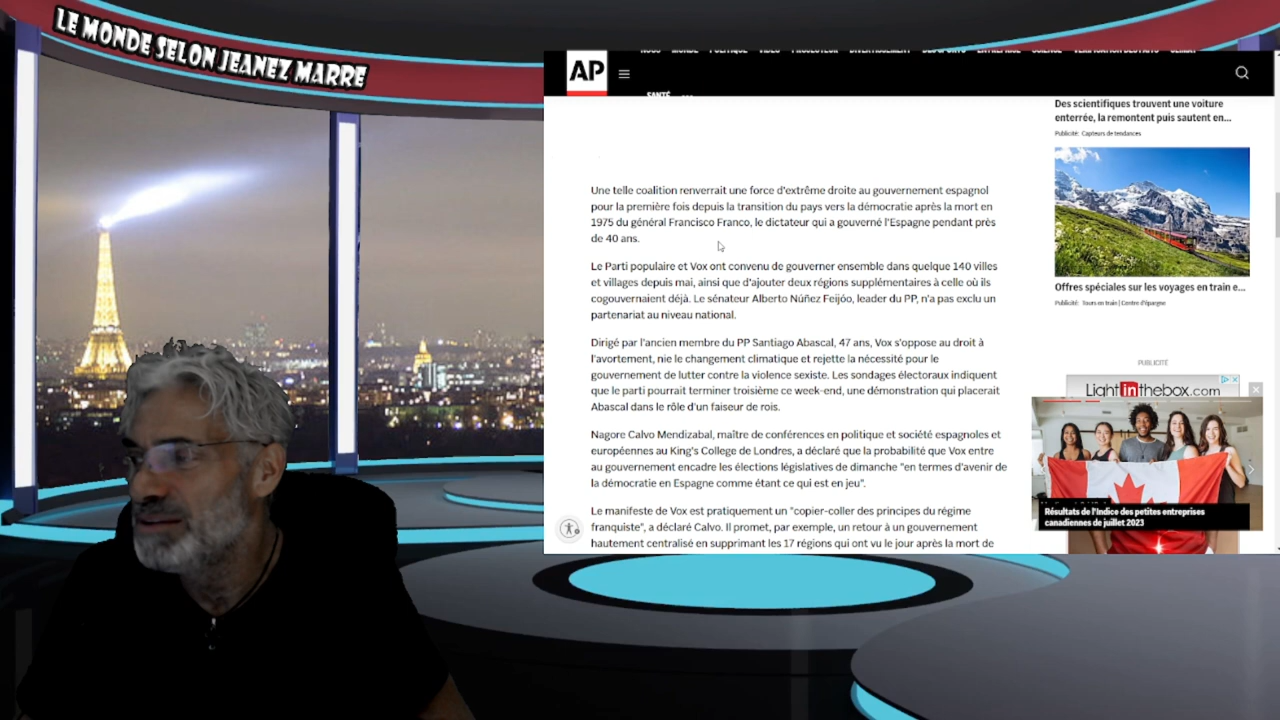 LE MONDE SELON JEANEZ MARRE
AP
SANTÉ ...
Une telle coalition renverrait une force d'extrême droite au gouvernement espagnol
pour la première fois depuis la transition du pays vers la démocratie après la mort en
1975 du général Francisco Franco, le dictateur qui a gouverné l'Espagne pendant près
de 40 ans.
Le Parti populaire et Vox ont convenu de gouverner ensemble dans quelque 140 villes
et villages depuis mai, ainsi que d'ajouter deux régions supplémentaires à celle où ils
cogouvernaient déjà. Le sénateur Alberto Núñez Feijóo, leader du PP, n'a pas exclu un
partenariat au niveau national.
Dirigé par l'ancien membre du PP Santiago Abascal, 47 ans, Vox s'oppose au droit à
l'avortement, nie le changement climatique et rejette la nécessité pour le
gouvernement de lutter contre la violence sexiste. Les sondages électoraux indiquent
que le parti pourrait terminer troisième ce week-end, une démonstration qui placerait
Abascal dans le rôle d'un faiseur de rois.
Nagore Calvo Mendizabal, maître de conférences en politique et société espagnoles et
européennes au King's College de Londres, a déclaré que la probabilité que Vox entre
au gouvernement encadre les élections législatives de dimanche "en termes d'avenir de
la démocratie en Espagne comme étant ce qui est en jeu".
Le manifeste de Vox est pratiquement un "copier-coller des principes du régime
franquiste", a déclaré Calvo. Il promet, par exemple, un retour à un gouvernement
hautement centralisé en supprimant les 17 régions qui ont vu le jour après la mort de
Des scientifiques trouvent une voiture
enterrée, la remontent puis sautent en...
Publicité: Capteurs de tendances
Offres spéciales sur les voyages en train e...
Publicité: Tours en train | Centre d'épargne
PUBLICITÉ
Lightinthebox.com
Résultats de l'Indice des petites entreprises
canadiennes de juillet 2023